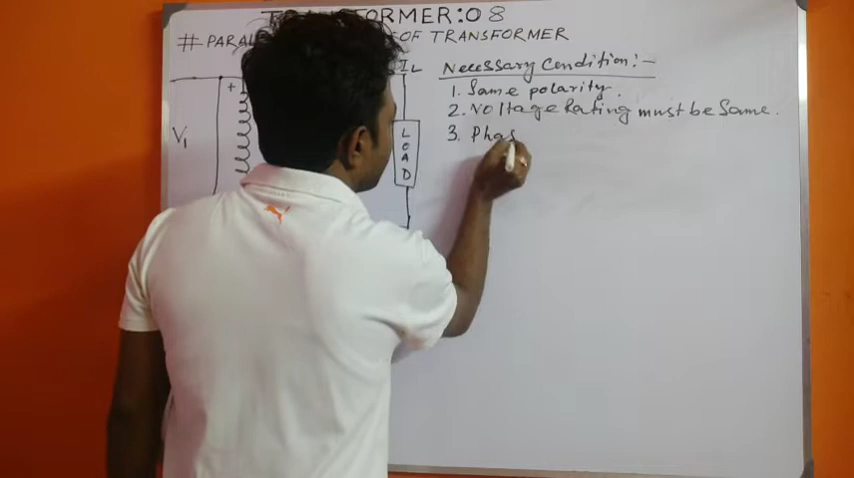 TRANSFORMER:08
# PARAL OF TRANSFORMER
IL
Necessary Condition:-
1. Same polarity.
2. Voltage Rating must be Same.
3. Phas
+
V1
LOAD